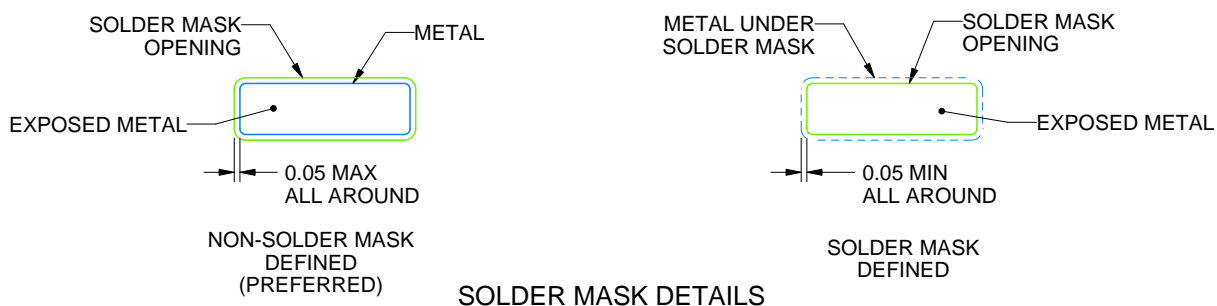 SOLDER MASK
OPENING
METAL
EXPOSED METAL
0.05 MAX
ALL AROUND
NON-SOLDER MASK
DEFINED
(PREFERRED)
METAL UNDER
SOLDER MASK
SOLDER MASK
OPENING
EXPOSED METAL
0.05 MIN
ALL AROUND
SOLDER MASK
DEFINED
SOLDER MASK DETAILS